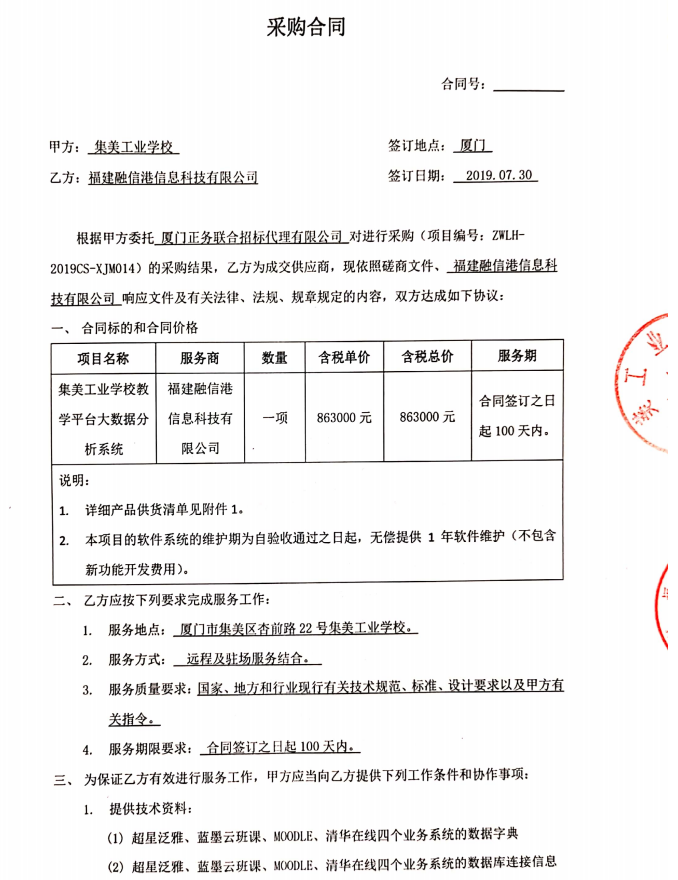 采购合同
合同号：
甲方：集美工业学校
签订地点：厦门
乙方：福建融信港信息科技有限公司
签订日期：2019.07.30
根据甲方委托 厦门正务联合招标代理有限公司 对进行采购（项目编号：ZWLH-
2019CS-XJM014）的采购结果，乙方为成交供应商，现依照磋商文件、福建融信港信息科
技有限公司 响应文件及有关法律、法规、规章规定的内容，双方达成如下协议：
一、 合同标的和合同价格
项目名称 服务商 数量 含税单价 含税总价 服务期
集美工业学校教 福建融信港
学平台大数据分 信息科技有 一项 863000 元 863000 元 合同签订之日
析系统 限公司 起 100 天内。
说明：
1. 详细产品供货清单见附件 1。
2. 本项目的软件系统的维护期为自验收通过之日起，无偿提供 1 年软件维护（不包含
新功能开发费用）。
二、 乙方应按下列要求完成服务工作：
1. 服务地点：厦门市集美区杏前路 22 号集美工业学校。
2. 服务方式：远程及驻场服务结合。
3. 服务质量要求：国家、地方和行业现行有关技术规范、标准、设计要求以及甲方有
关指令。
4. 服务期限要求：合同签订之日起 100 天内。
三、 为保证乙方有效进行服务工作，甲方应当向乙方提供下列工作条件和协作事项：
1. 提供技术资料：
(1) 超星泛雅、蓝墨云班课、MOODLE、清华在线四个业务系统的数据字典
(2) 超星泛雅、蓝墨云班课、MOODLE、清华在线四个业务系统的数据库连接信息
工业